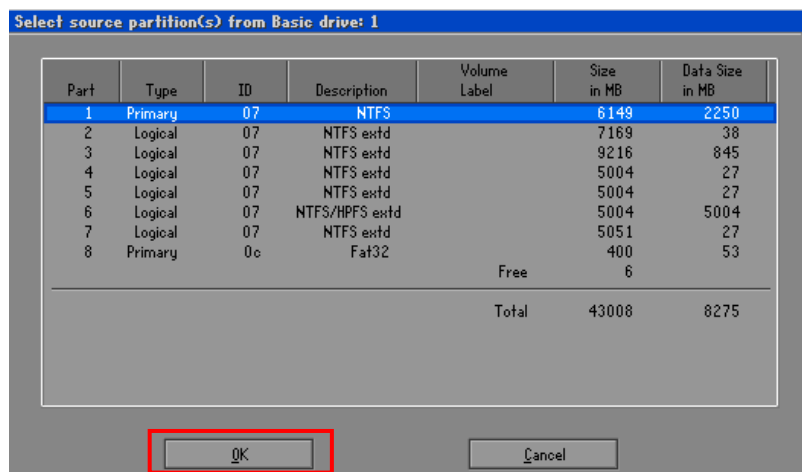 Select source partition(s) from Basic drive: 1
Part Type ID Description Volume Label Size in MB Data Size in MB
1 Primary 07 NTFS 6149 2250
2 Logical 07 NTFS extd 7169 38
3 Logical 07 NTFS extd 9216 845
4 Logical 07 NTFS extd 5004 27
5 Logical 07 NTFS extd 5004 27
6 Logical 07 NTFS/HPFS extd 5004 5004
7 Logical 07 NTFS extd 5051 27
8 Primary 0c Fat32 400 53
Free 6
Total 43008 8275
OK Cancel